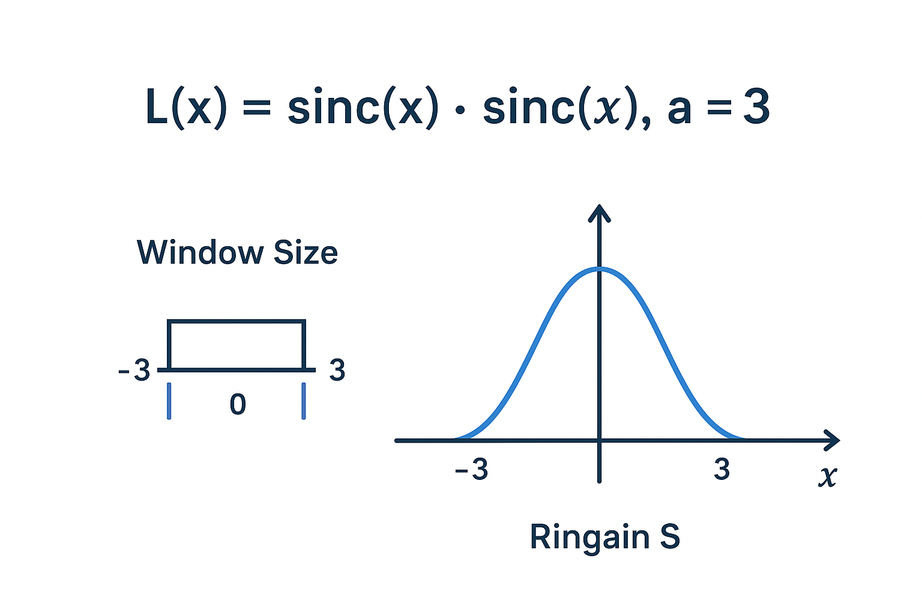 L(x) = sinc(x) · sinc(x), a = 3
Window Size
-3 3
0
-3 3
x
Ringain S